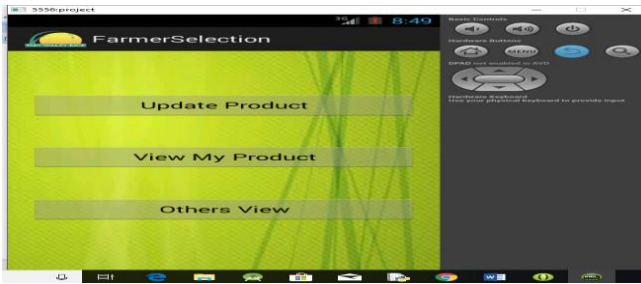 5556:project
3G
8:49
FarmerSelection
Update Product
View My Product
Others View
Basic Controls
Hardware Buttons
MENU
DPAD not enabled in AVD
Hardware Keyboard
Use your physical keyboard to provide input